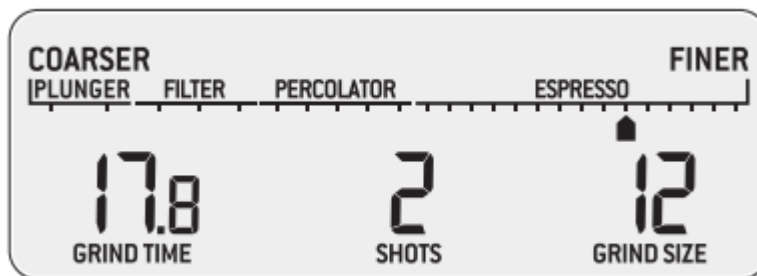 COARSER FINER
PLUNGER FILTER PERCOLATOR ESPRESSO
17.8 2 12
GRIND TIME SHOTS GRIND SIZE